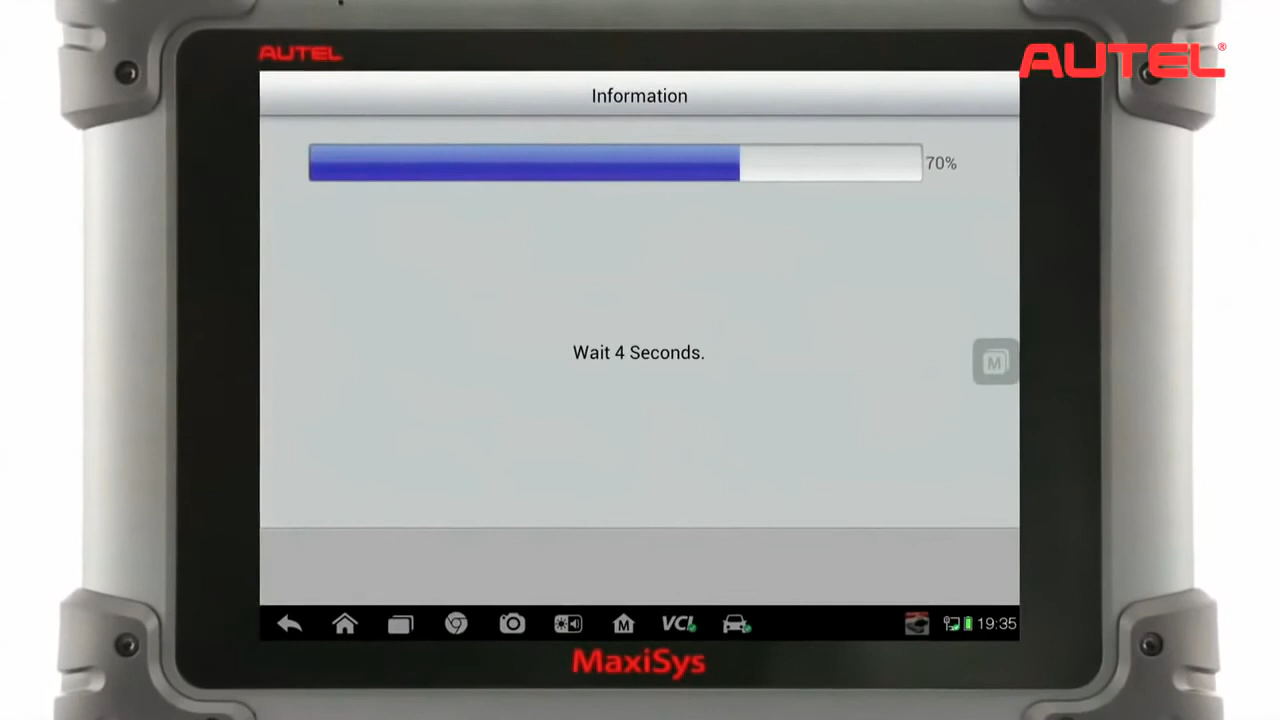 AUTEL
AUTEL®
Information
70%
Wait 4 Seconds.
M
M
VCI
19:35
MaxiSys